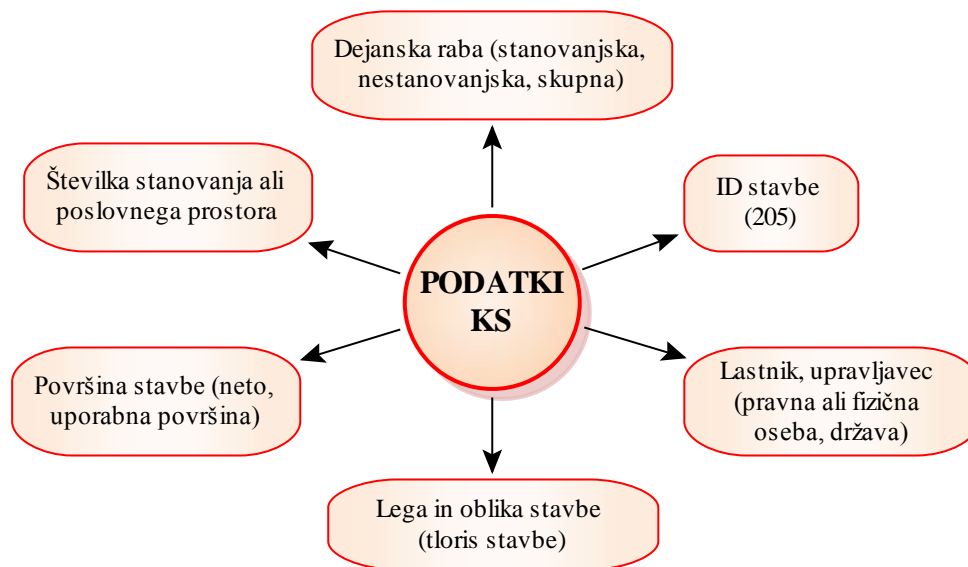 Dejanska raba (stanovanjska,
nestanovanjska, skupna)
Številka stanovanja ali
poslovnega prostora
ID stavbe
(205)
PODATKI
KS
Površina stavbe (neto,
uporabna površina)
Lastnik, upravljavec
(pravna ali fizična
oseba, država)
Lega in oblika stavbe
(tloris stavbe)